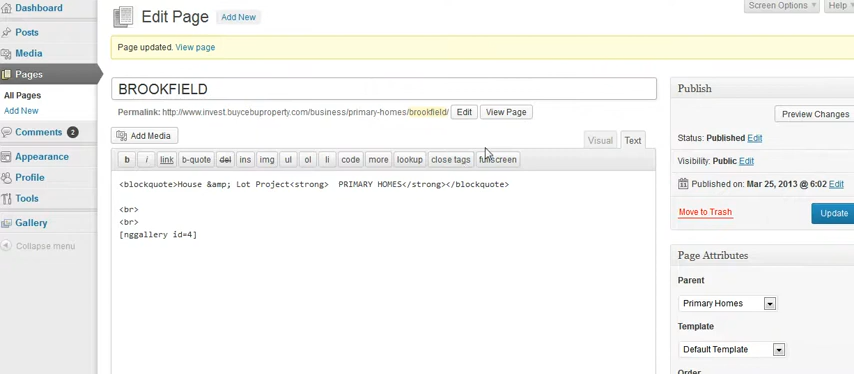 Dashboard
Posts
Media
Pages
All Pages
Add New
Comments 2
Appearance
Profile
Tools
Gallery
Collapse menu
Edit Page Add New
Screen Options Help
Page updated. View page
BROOKFIELD
Permalink: http://www.invest.buycebuproperty.com/business/primary-homes/brookfield/ Edit View Page
Add Media
Visual Text
b i link b-quote del ins img ul ol li code more lookup close tags fullscreen
<blockquote>House &amp; Lot Project<strong>  PRIMARY HOMES</strong></blockquote>
<br>
<br>
[nggallery id=4]
Publish
Preview Changes
Status: Published Edit
Visibility: Public Edit
Published on: Mar 25, 2013 @ 6:02 Edit
Move to Trash Update
Page Attributes
Parent
Primary Homes
Template
Default Template
Order